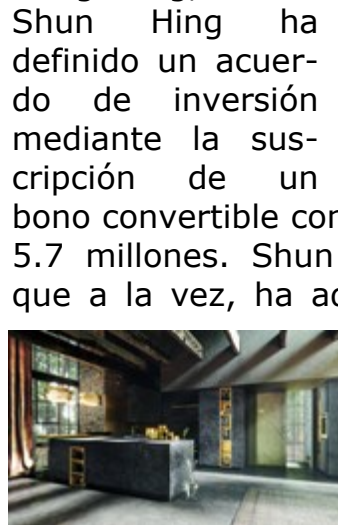 Shun Hing ha
definido un acuer-
do de inversión
mediante la sus-
cripción de un
bono convertible con
5.7 millones. Shun
que a la vez, ha